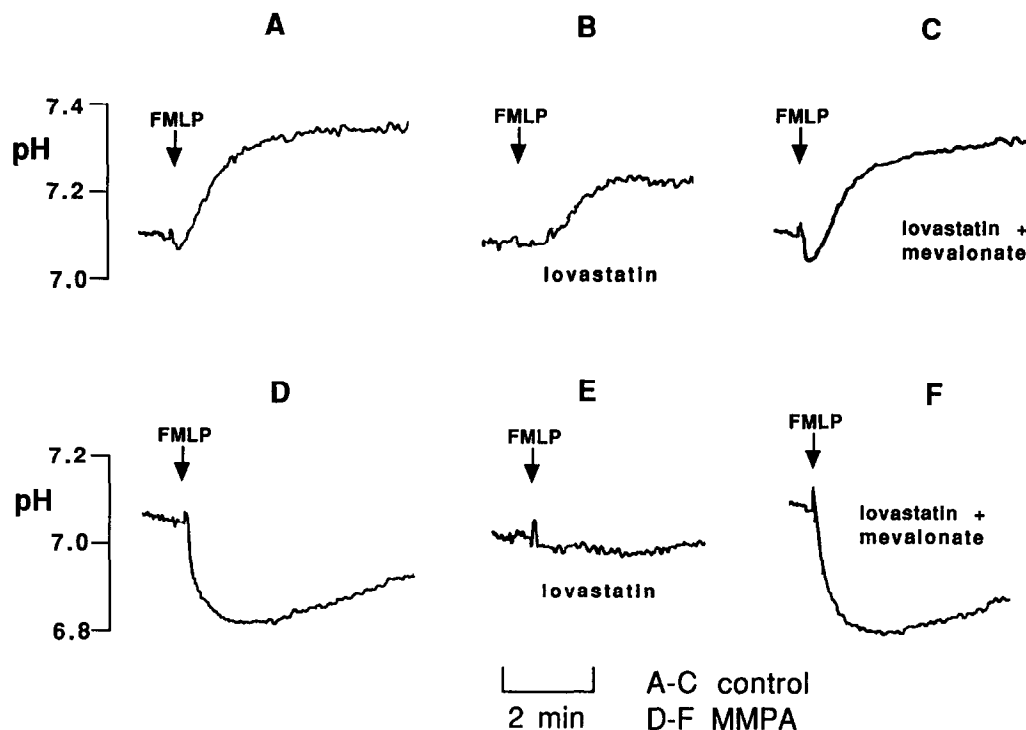 A
B
C
7.4
pH
7.2
7.0
FMLP
FMLP
FMLP
lovastatin
lovastatin +
mevalonate
D
E
F
7.2
pH
7.0
6.8
FMLP
FMLP
FMLP
lovastatin
lovastatin +
mevalonate
2 min
A-C control
D-F MMPA